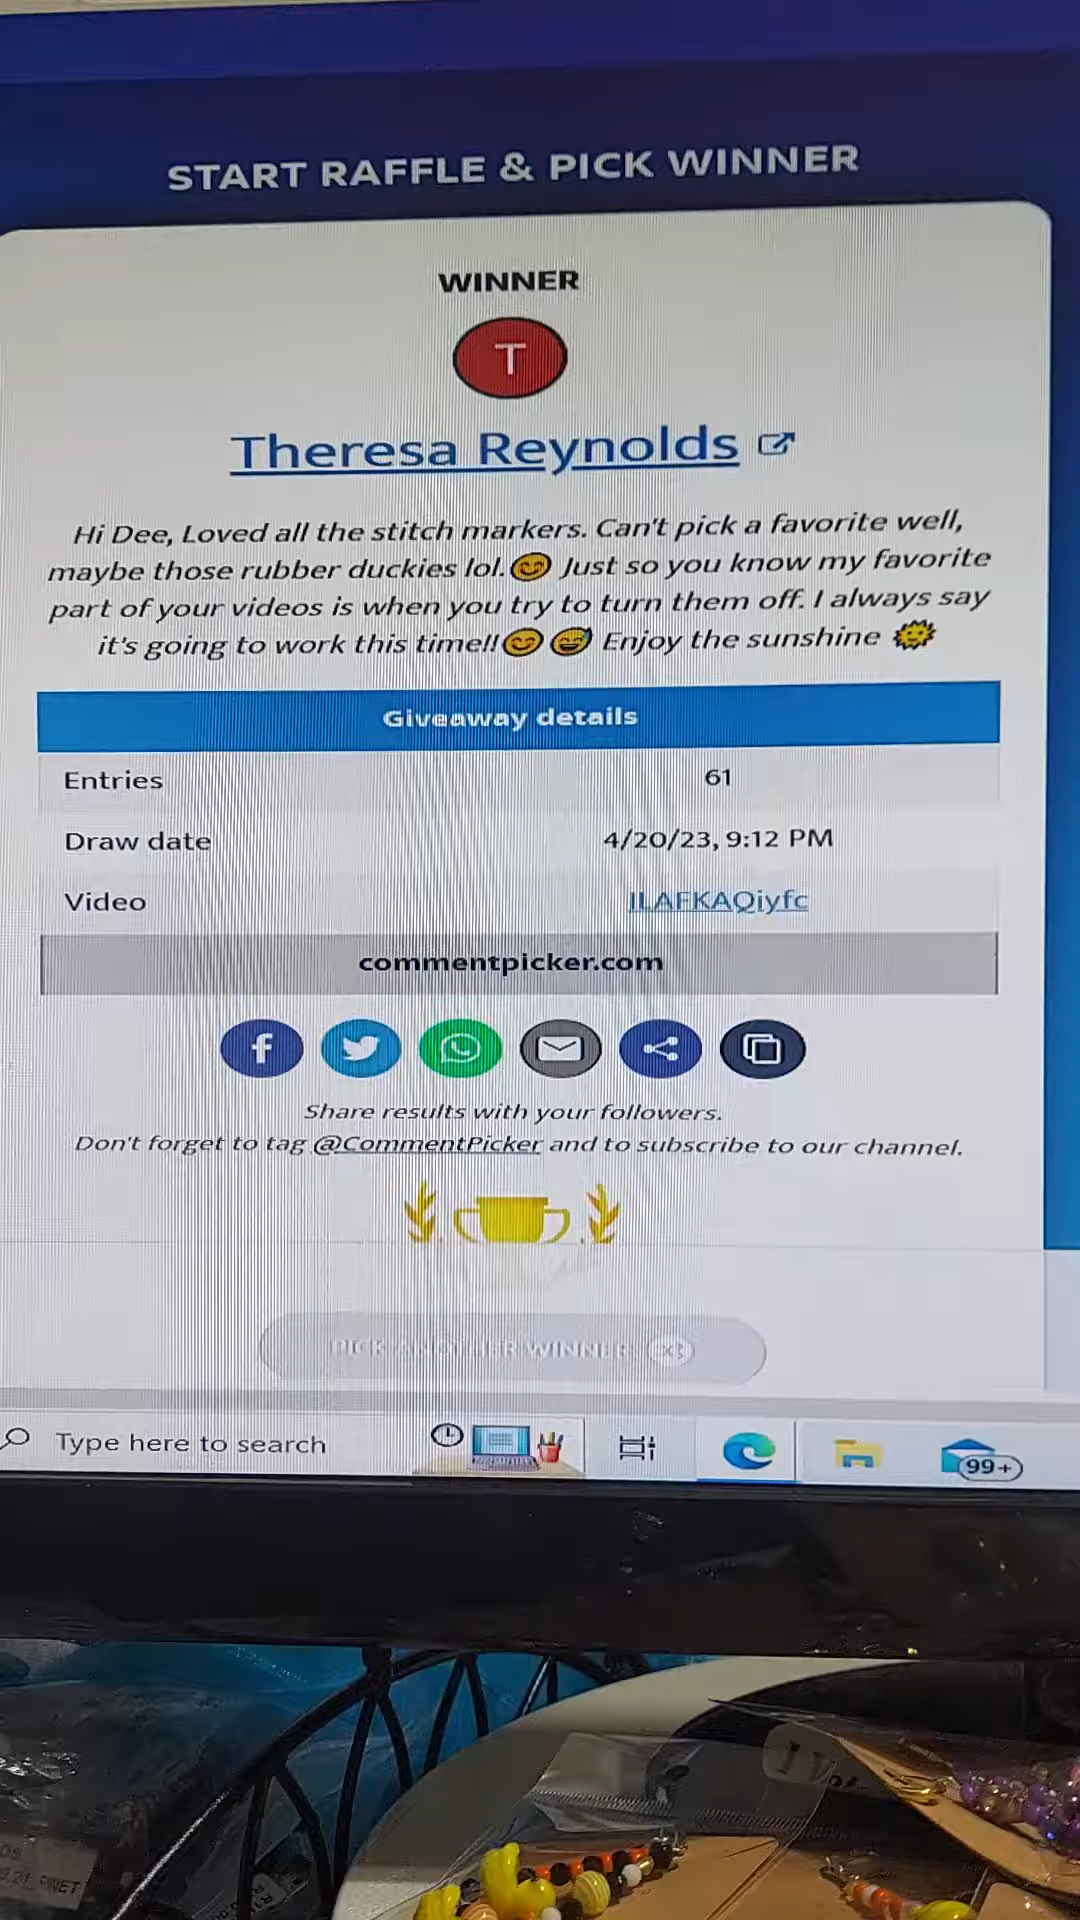 START RAFFLE & PICK WINNER
WINNER
T
Theresa Reynolds
Hi Dee, Loved all the stitch markers. Can't pick a favorite well,
maybe those rubber duckies lol.😊 Just so you know my favorite
part of your videos is when you try to turn them off. I always say
it's going to work this time!!😊😅 Enjoy the sunshine 🌞
Giveaway details
Entries 61
Draw date 4/20/23, 9:12 PM
Video ILAFKAQiyfc
commentpicker.com
Share results with your followers.
Don't forget to tag @CommentPicker and to subscribe to our channel.
PICK ANOTHER WINNER
Type here to search
99+